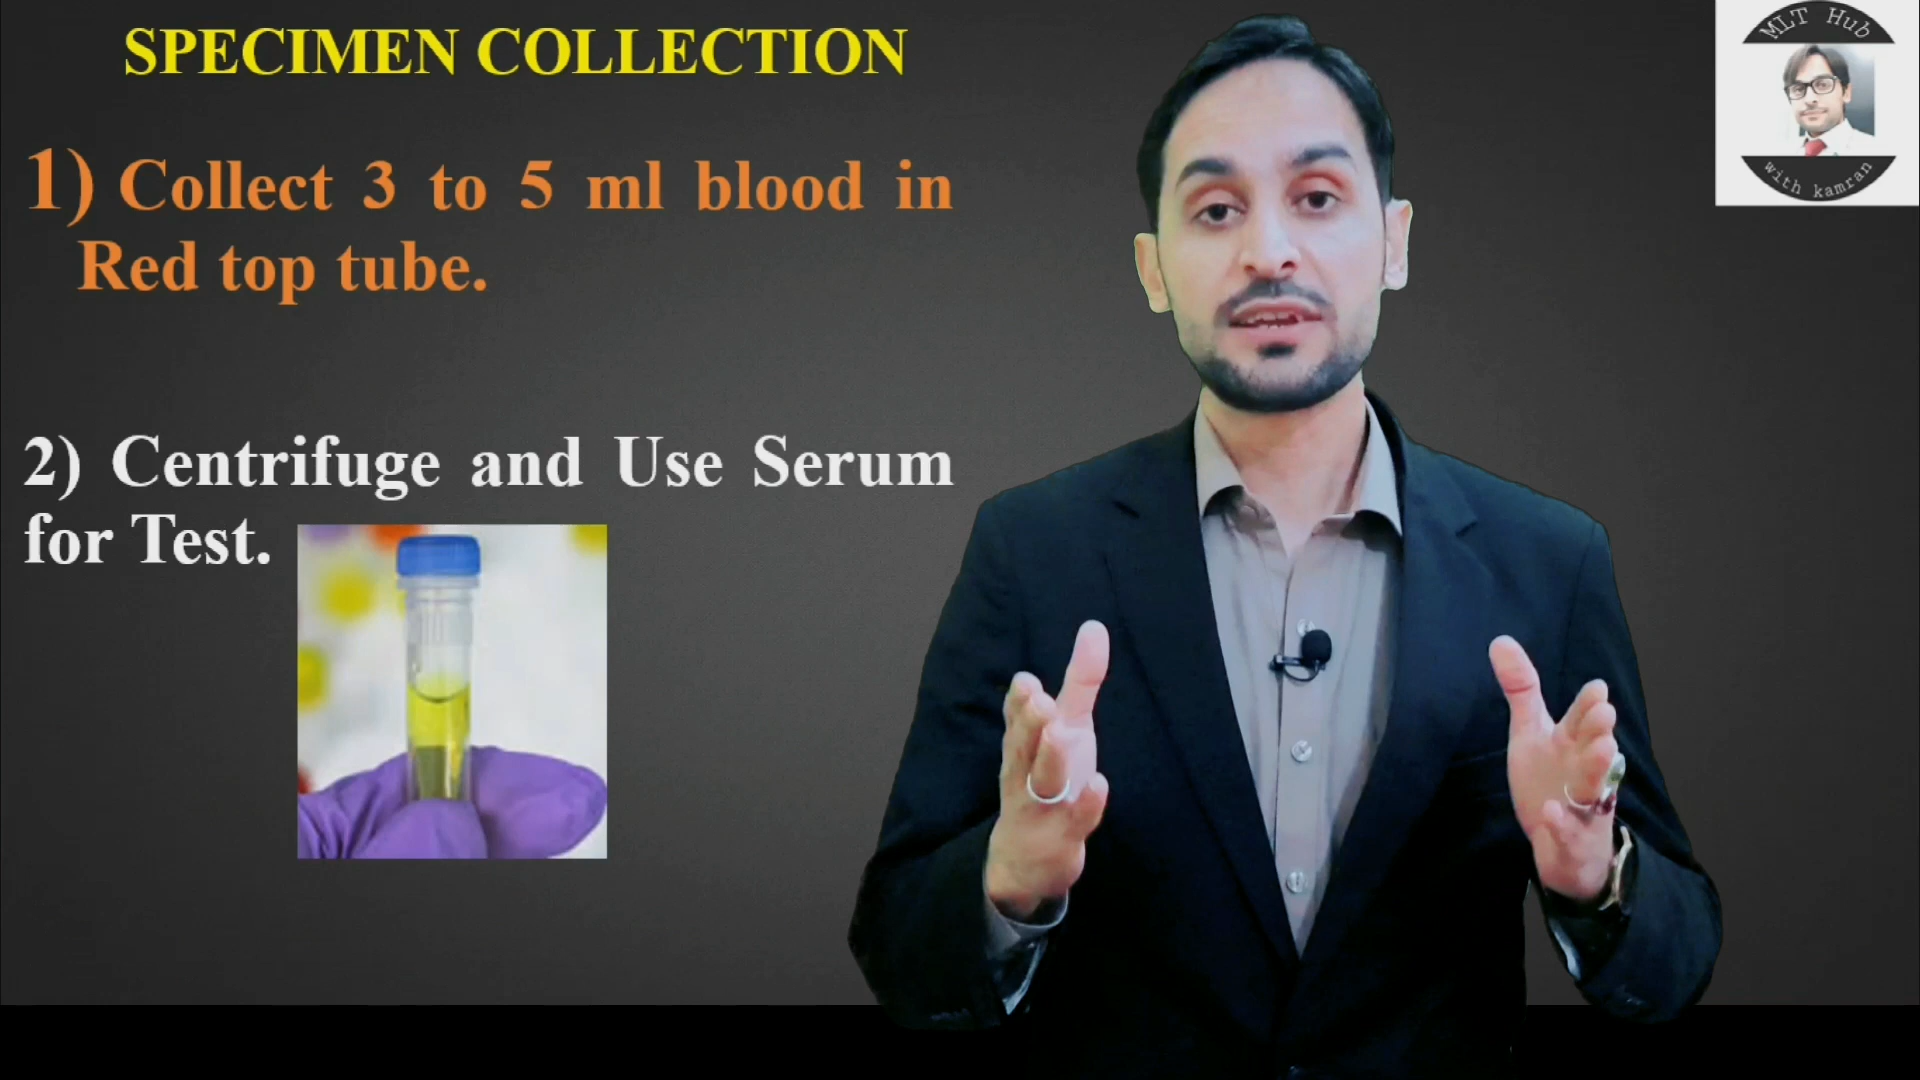 SPECIMEN COLLECTION
1) Collect 3 to 5 ml blood in
Red top tube.
2) Centrifuge and Use Serum
for Test.
MLT Hub
with kamran